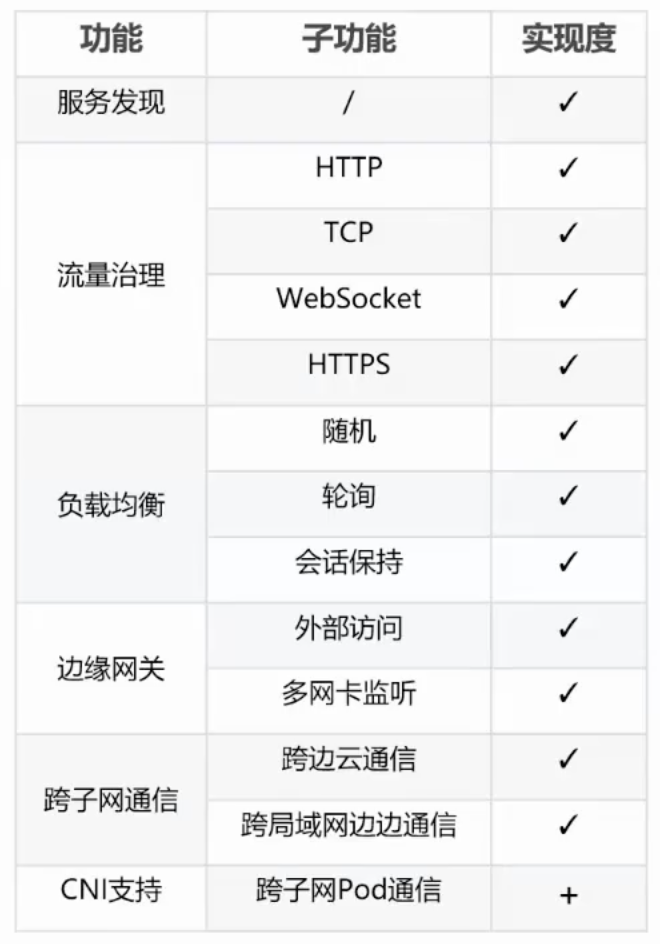 功能 子功能 实现度
服务发现 / ✓
流量治理 HTTP ✓
TCP ✓
WebSocket ✓
HTTPS ✓
负载均衡 随机 ✓
轮询 ✓
会话保持 ✓
边缘网关 外部访问 ✓
多网卡监听 ✓
跨子网通信 跨边云通信 ✓
跨局域网边边通信 ✓
CNI支持 跨子网Pod通信 +